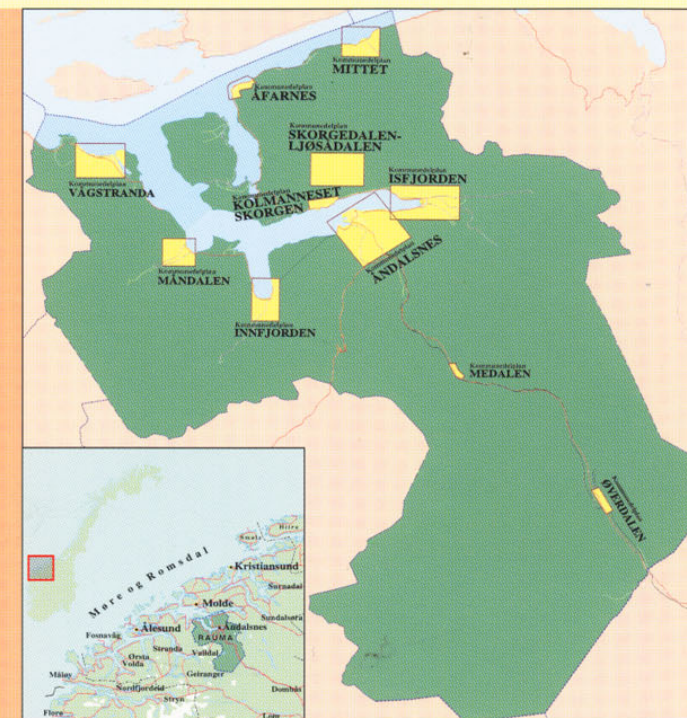 Kommunedelplan
MITTET
Kommunedelplan
ÅFARNES
Kommunedelplan
SKORGEDALEN-
LJØSÅDALEN
Kommunedelplan
VÅGSTRANDA
Kommunedelplan
KOLMANNESET
SKORGEN
Kommunedelplan
ISFJORDEN
Kommunedelplan
ÅNDALSNES
Kommunedelplan
MÅNDALEN
Kommunedelplan
INNFJORDEN
Kommunedelplan
MEDALEN
Kommunedelplan
ØVERDALEN
Møre og Romsdal
Smøla
Hitra
Kristiansund
Surnadal
Molde
Sunndalsøra
Ålesund
Åndalsnes
RAUMA
Fosnavåg
Ørsta
Volda
Stranda
Valldal
Geiranger
Måløy
Nordfjordeid
Stryn
Dombås
Florø
Lom